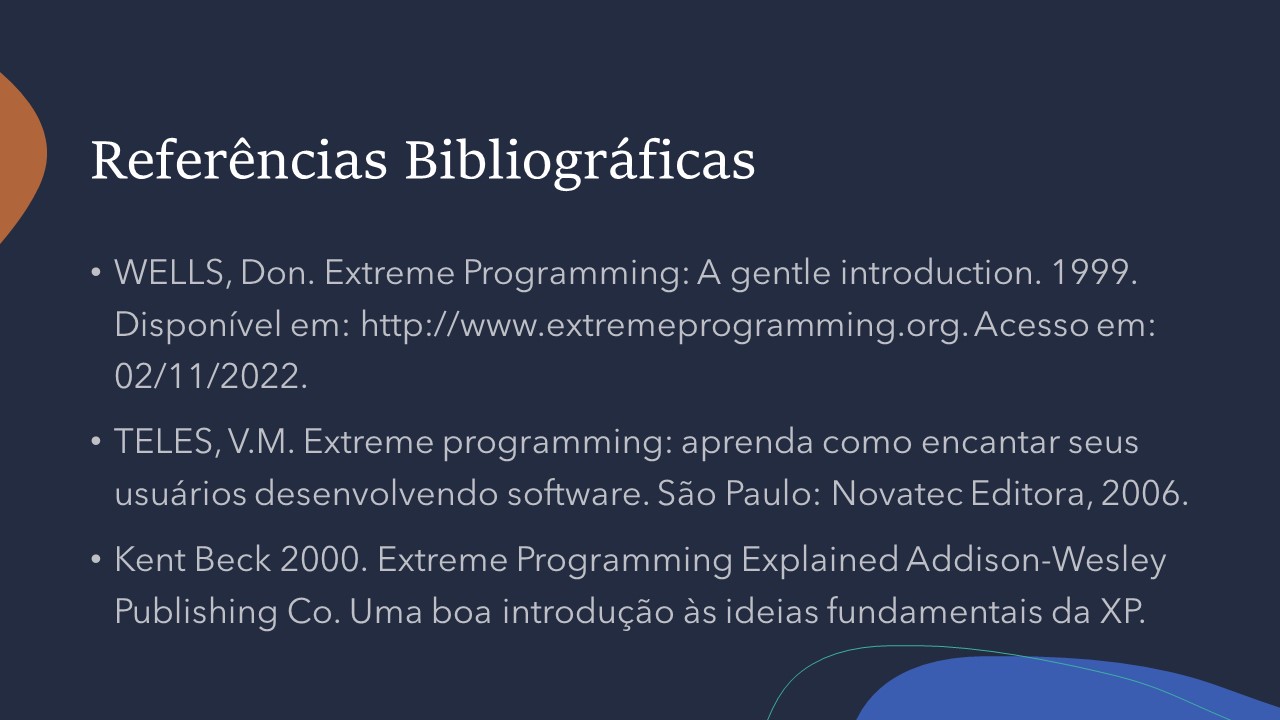 Referências Bibliográficas
• WELLS, Don. Extreme Programming: A gentle introduction. 1999.
Disponível em: http://www.extremeprogramming.org. Acesso em:
02/11/2022.
• TELES, V.M. Extreme programming: aprenda como encantar seus
usuários desenvolvendo software. São Paulo: Novatec Editora, 2006.
• Kent Beck 2000. Extreme Programming Explained Addison-Wesley
Publishing Co. Uma boa introdução às ideias fundamentais da XP.